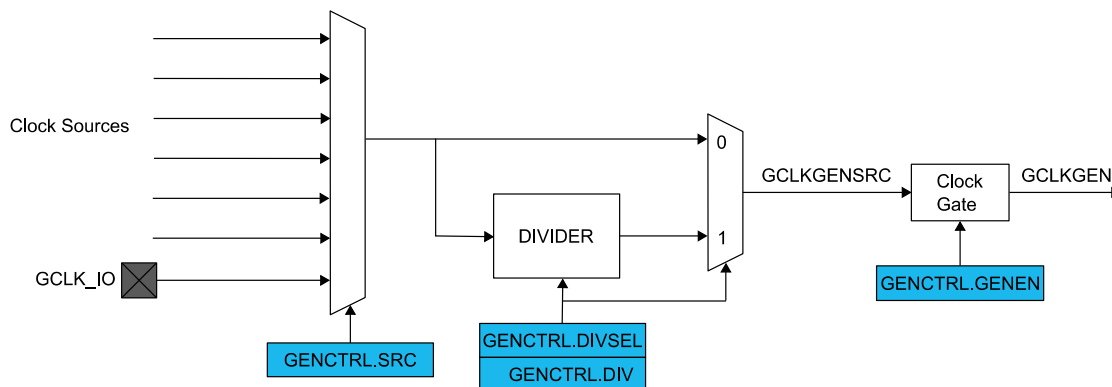 Clock Sources
GCLK_IO
GENCTRL.SRC
DIVIDER
GENCTRL.DIVSEL
GENCTRL.DIV
0
1
GCLKGENSRC
Clock
Gate
GENCTRL.GENEN
GCLKGEN